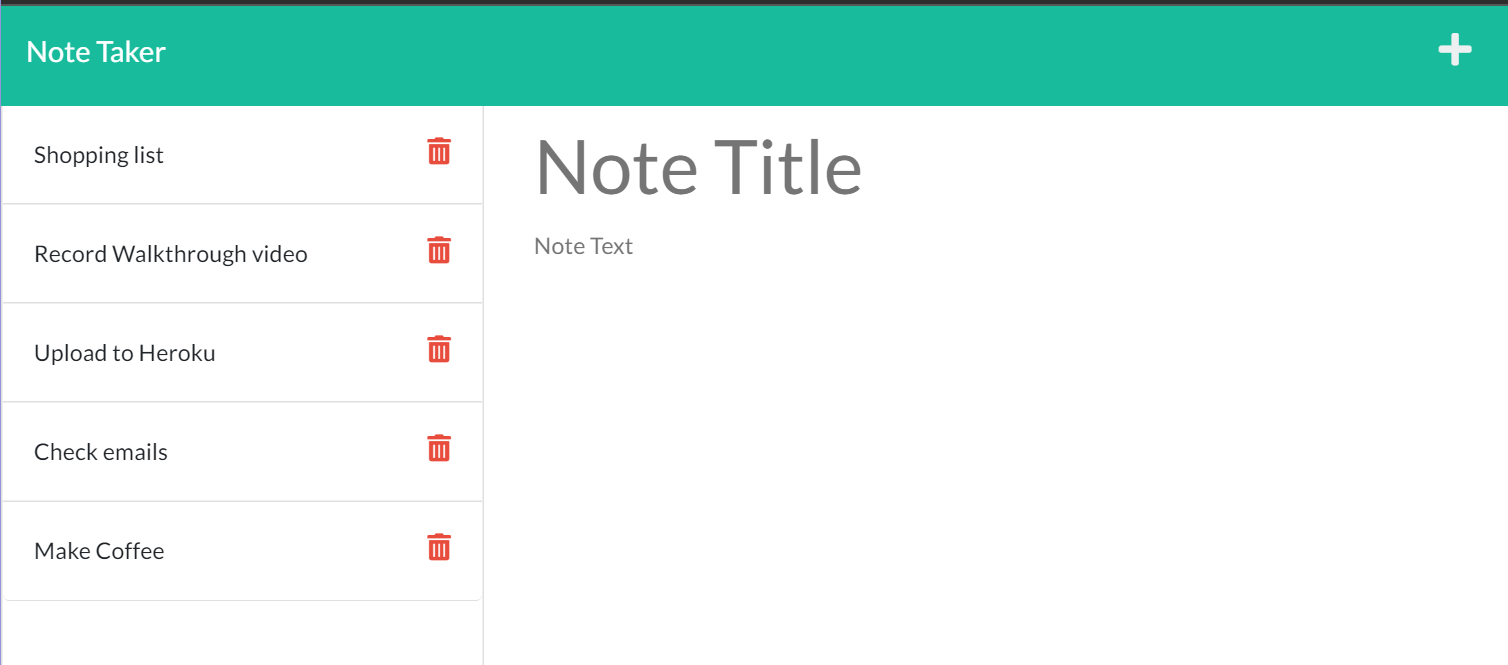 Note Taker
Shopping list
Record Walkthrough video
Upload to Heroku
Check emails
Make Coffee
Note Title
Note Text